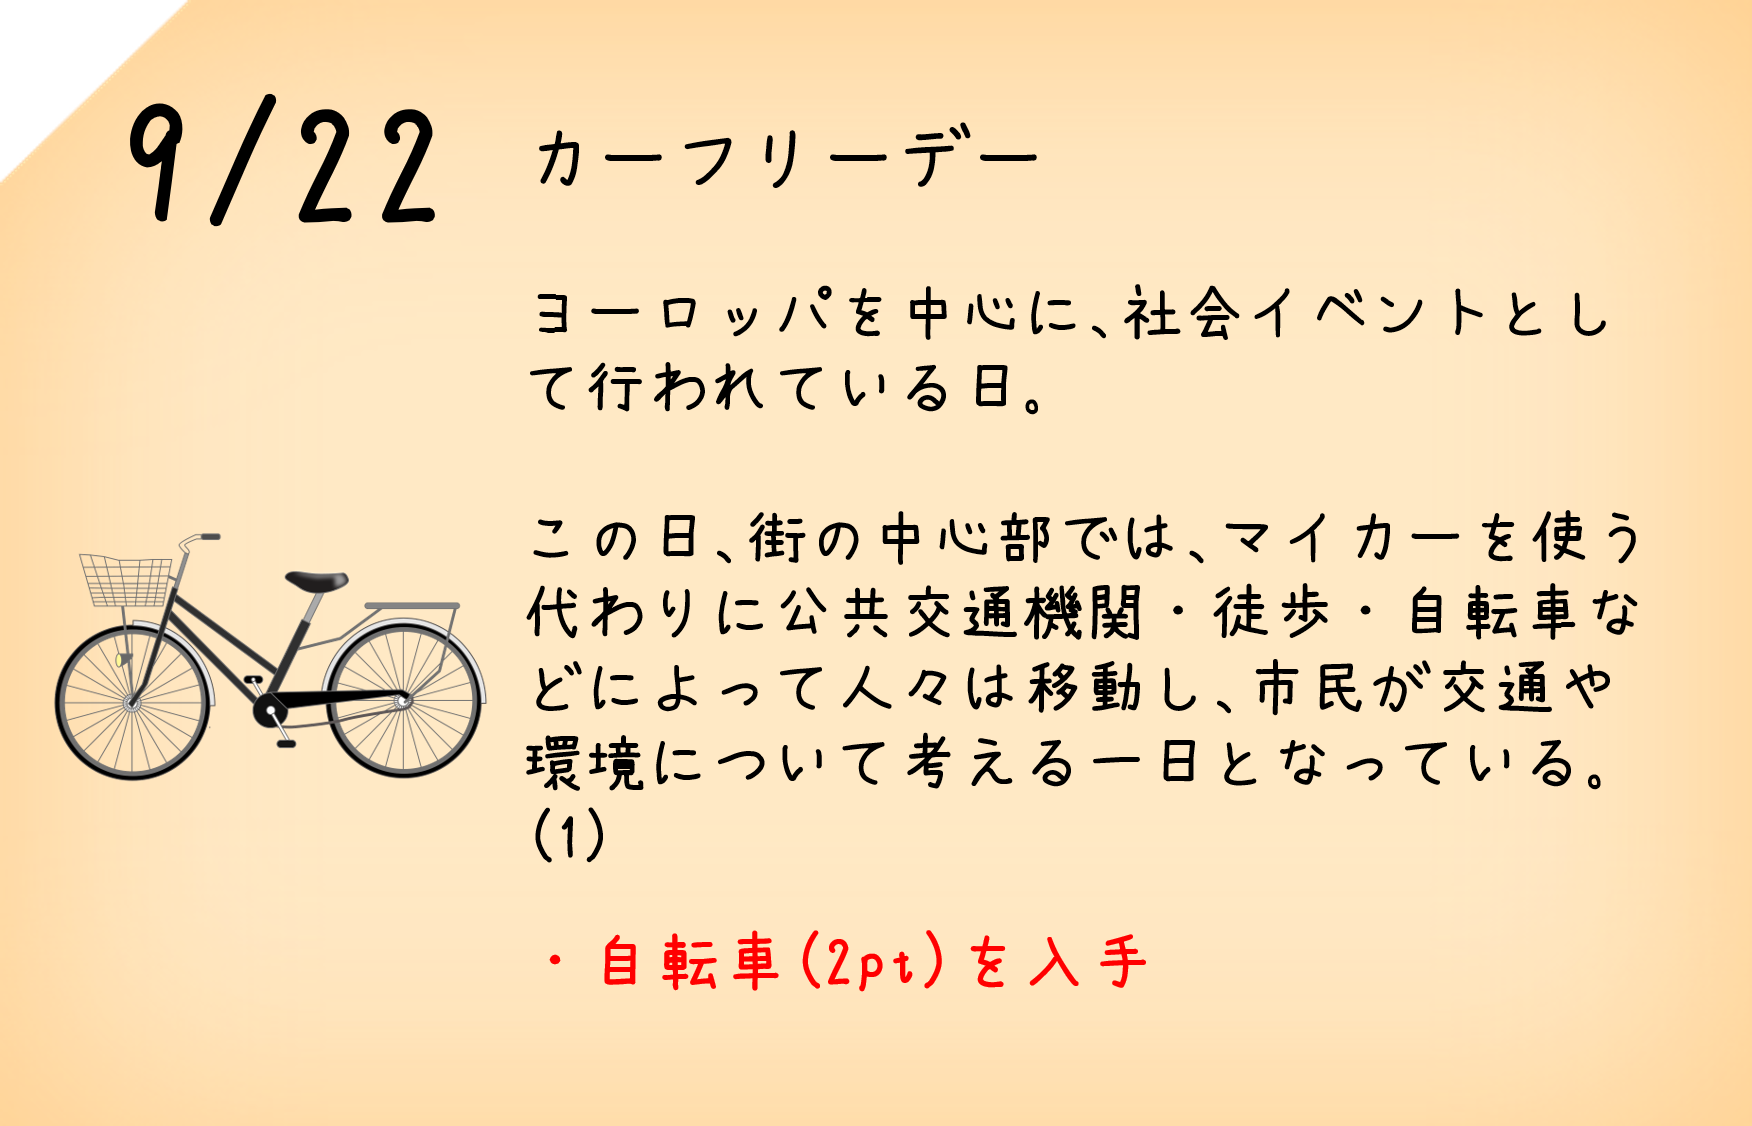 9/22 カーフリーデー
ヨーロッパを中心に、社会イベントとし
て行われている日。
この日、街の中心部では、マイカーを使う
代わりに公共交通機関・徒歩・自転車な
どによって人々は移動し、市民が交通や
環境について考える一日となっている。
(1)
・自転車(2pt)を入手